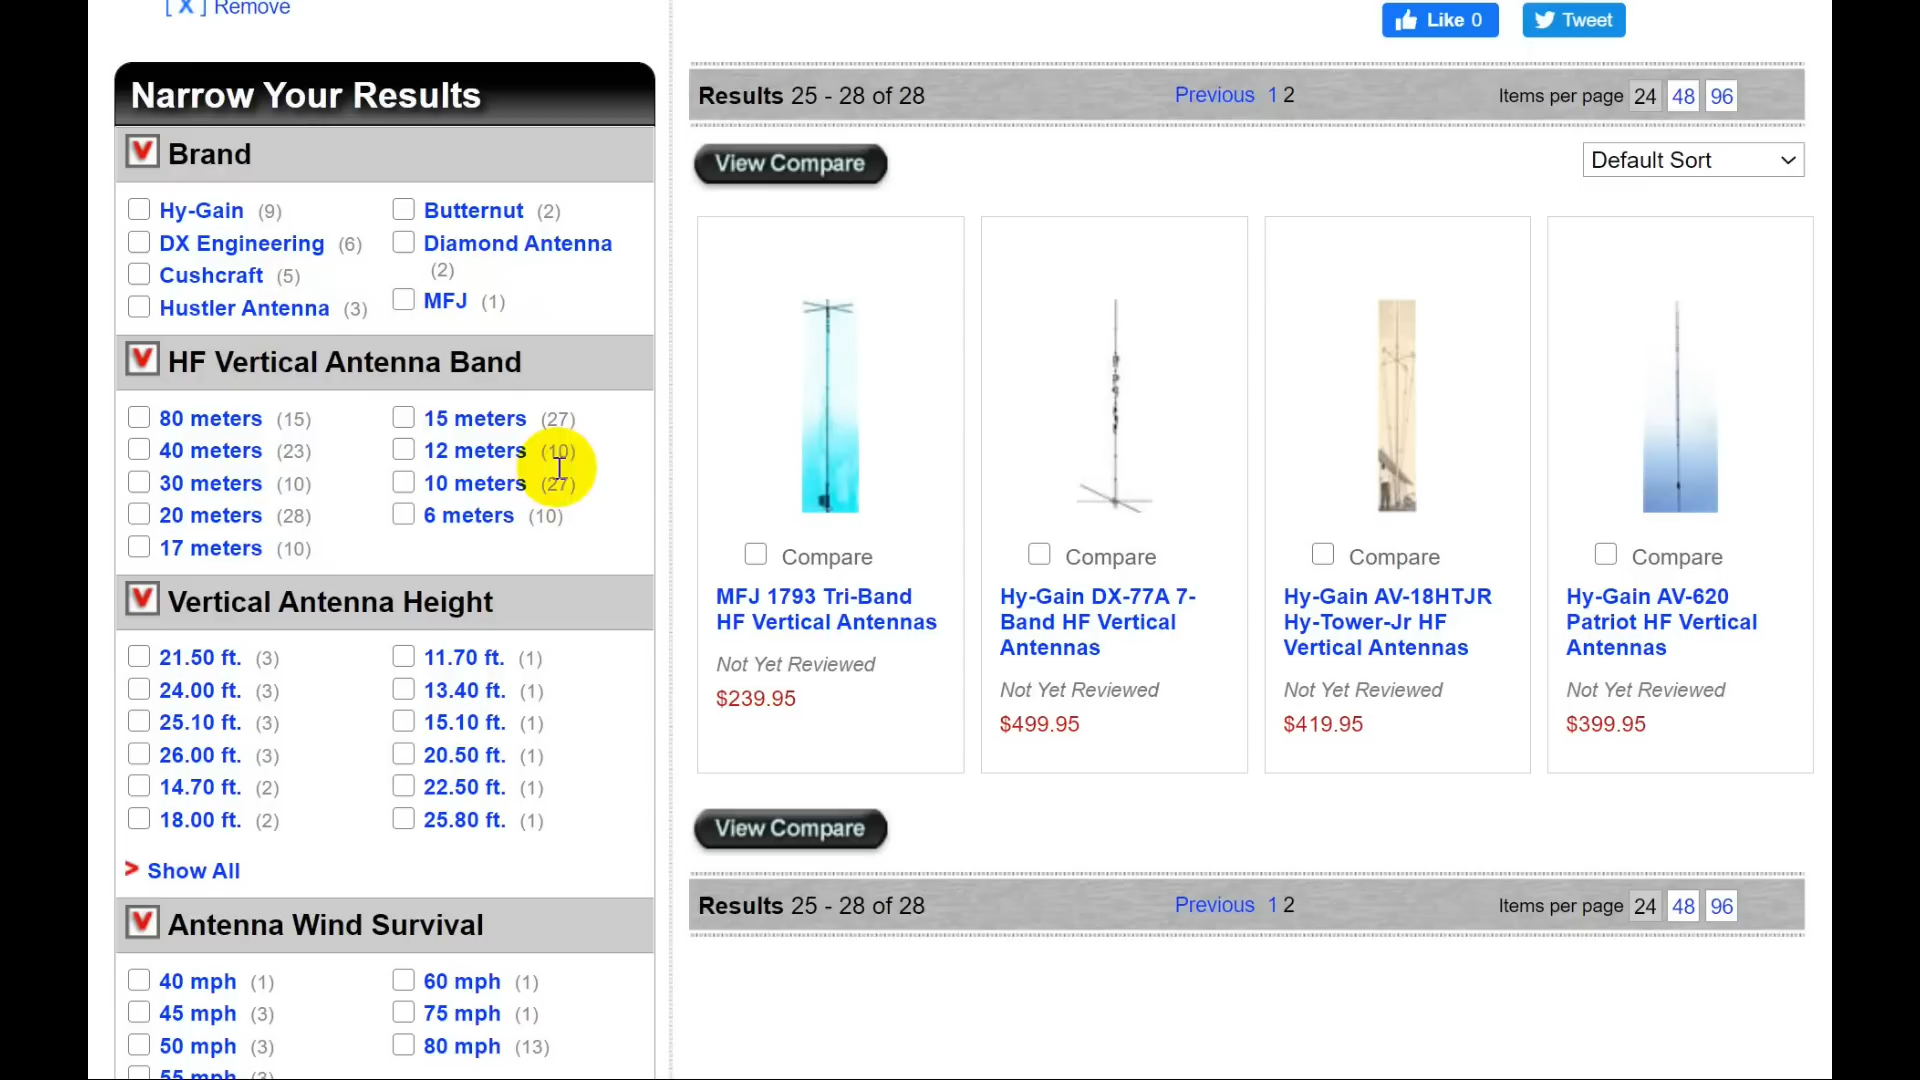 [ X ] Remove
Like 0
Tweet
Narrow Your Results
Brand
Hy-Gain (9)
DX Engineering (6)
Cushcraft (5)
Hustler Antenna (3)
Butternut (2)
Diamond Antenna
(2)
MFJ (1)
HF Vertical Antenna Band
80 meters (15)
40 meters (23)
30 meters (10)
20 meters (28)
17 meters (10)
15 meters (27)
12 meters (10)
10 meters (27)
6 meters (10)
Vertical Antenna Height
21.50 ft. (3)
24.00 ft. (3)
25.10 ft. (3)
26.00 ft. (3)
14.70 ft. (2)
18.00 ft. (2)
11.70 ft. (1)
13.40 ft. (1)
15.10 ft. (1)
20.50 ft. (1)
22.50 ft. (1)
25.80 ft. (1)
> Show All
Antenna Wind Survival
40 mph (1)
45 mph (3)
50 mph (3)
55 mph (3)
60 mph (1)
75 mph (1)
80 mph (13)
Results 25 - 28 of 28
Previous 1 2
Items per page 24 48 96
View Compare
Default Sort
Compare
MFJ 1793 Tri-Band
HF Vertical Antennas
Not Yet Reviewed
$239.95
Compare
Hy-Gain DX-77A 7-
Band HF Vertical
Antennas
Not Yet Reviewed
$499.95
Compare
Hy-Gain AV-18HTJR
Hy-Tower-Jr HF
Vertical Antennas
Not Yet Reviewed
$419.95
Compare
Hy-Gain AV-620
Patriot HF Vertical
Antennas
Not Yet Reviewed
$399.95
View Compare
Results 25 - 28 of 28
Previous 1 2
Items per page 24 48 96